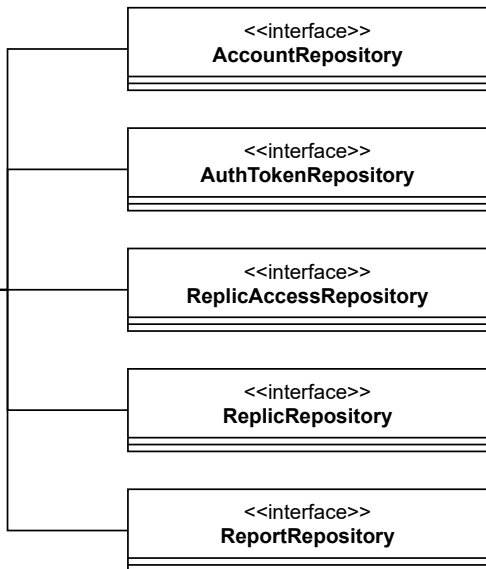 <<interface>>
AccountRepository
<<interface>>
AuthTokenRepository
<<interface>>
ReplicAccessRepository
<<interface>>
ReplicRepository
<<interface>>
ReportRepository